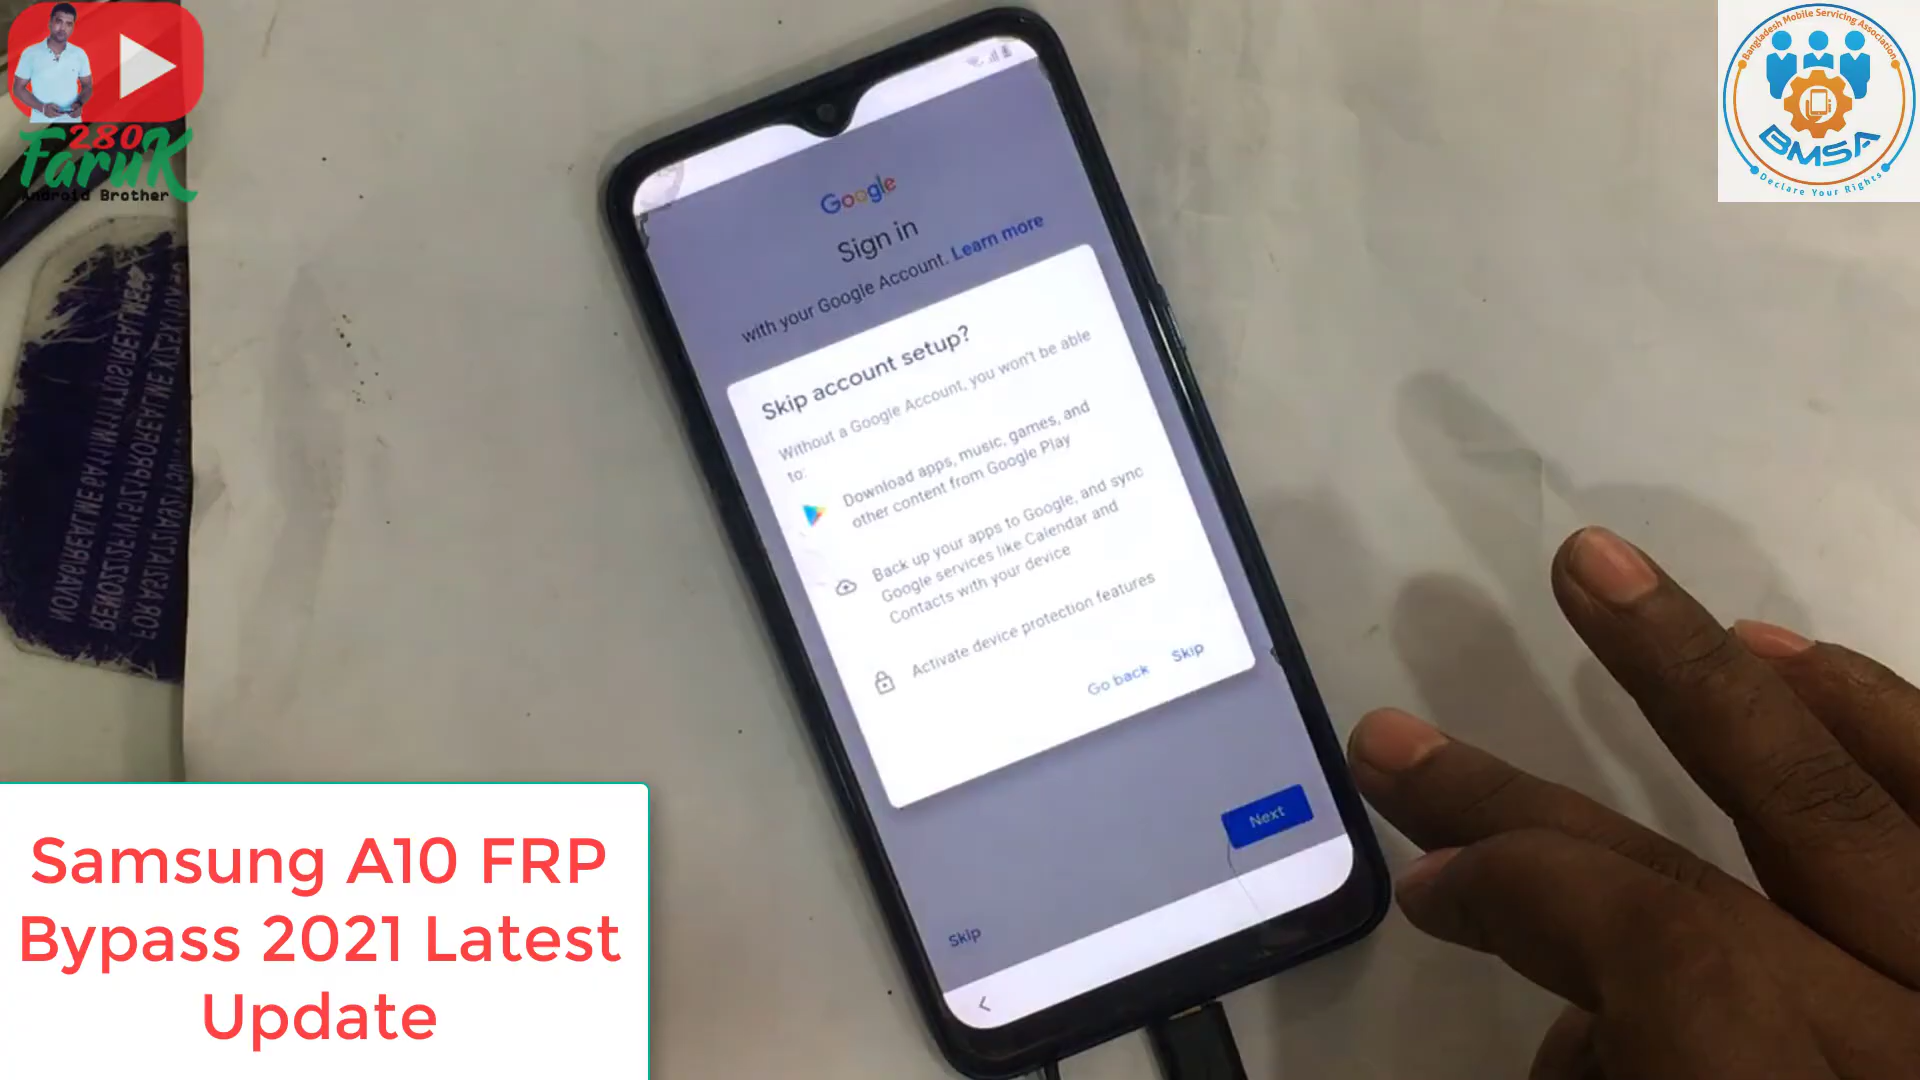 280
Faruk
Android Brother
Bangladesh Mobile Servicing Association
BMSA
Declare Your Rights
Google
Sign in
with your Google Account. Learn more
Skip account setup?
Without a Google Account, you won't be able
to:
Download apps, music, games, and
other content from Google Play
Back up your apps to Google, and sync
Google services like Calendar and
Contacts with your device
Activate device protection features
Go back Skip
Next
Skip
Samsung A10 FRP
Bypass 2021 Latest
Update